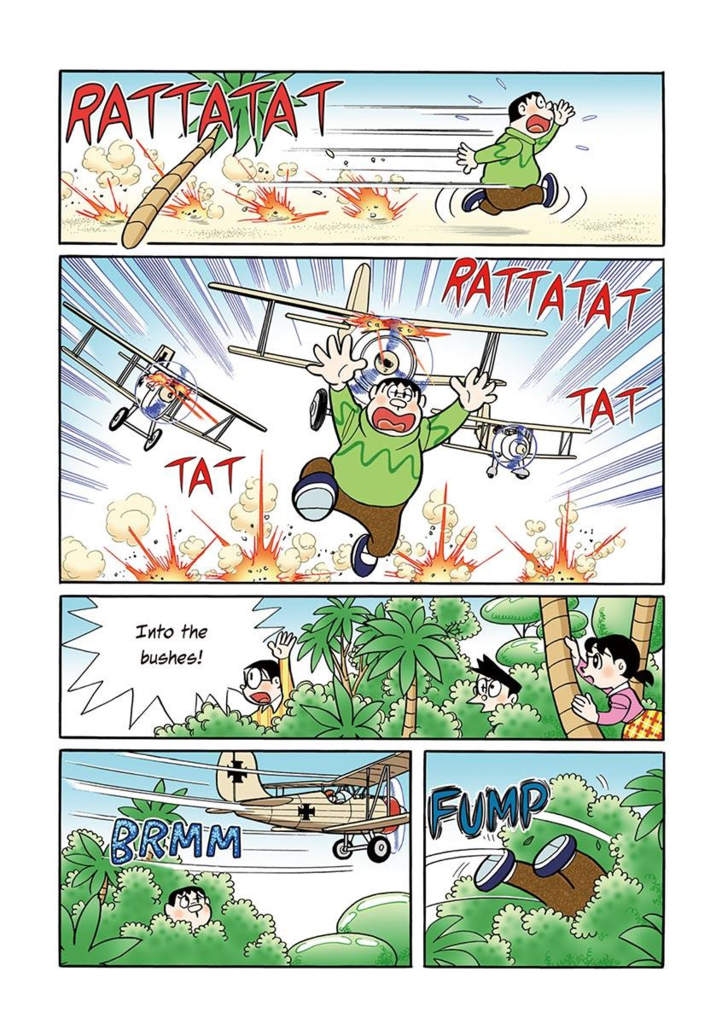 RATTATAT
RATTATAT
TAT
TAT
Into the
bushes!
FUMP
BRMM